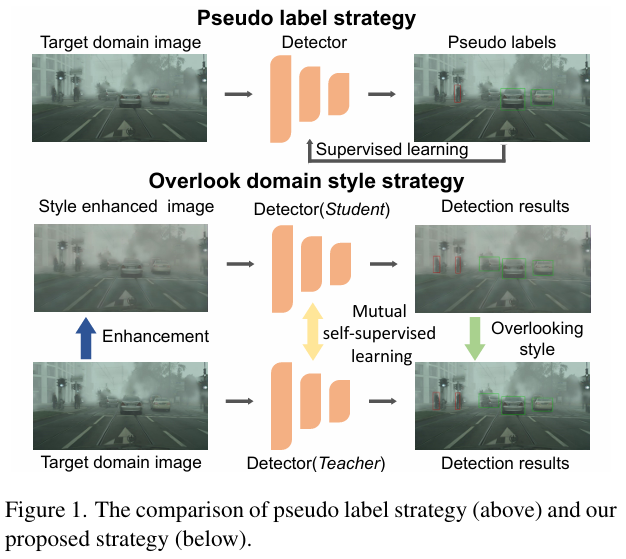 Pseudo label strategy
Target domain image
Detector
Pseudo labels
Supervised learning
Overlook domain style strategy
Style enhanced image
Detector(Student)
Detection results
Enhancement
Mutual
self-supervised
learning
Overlooking
style
Target domain image
Detector(Teacher)
Detection results
Figure 1. The comparison of pseudo label strategy (above) and our
proposed strategy (below).